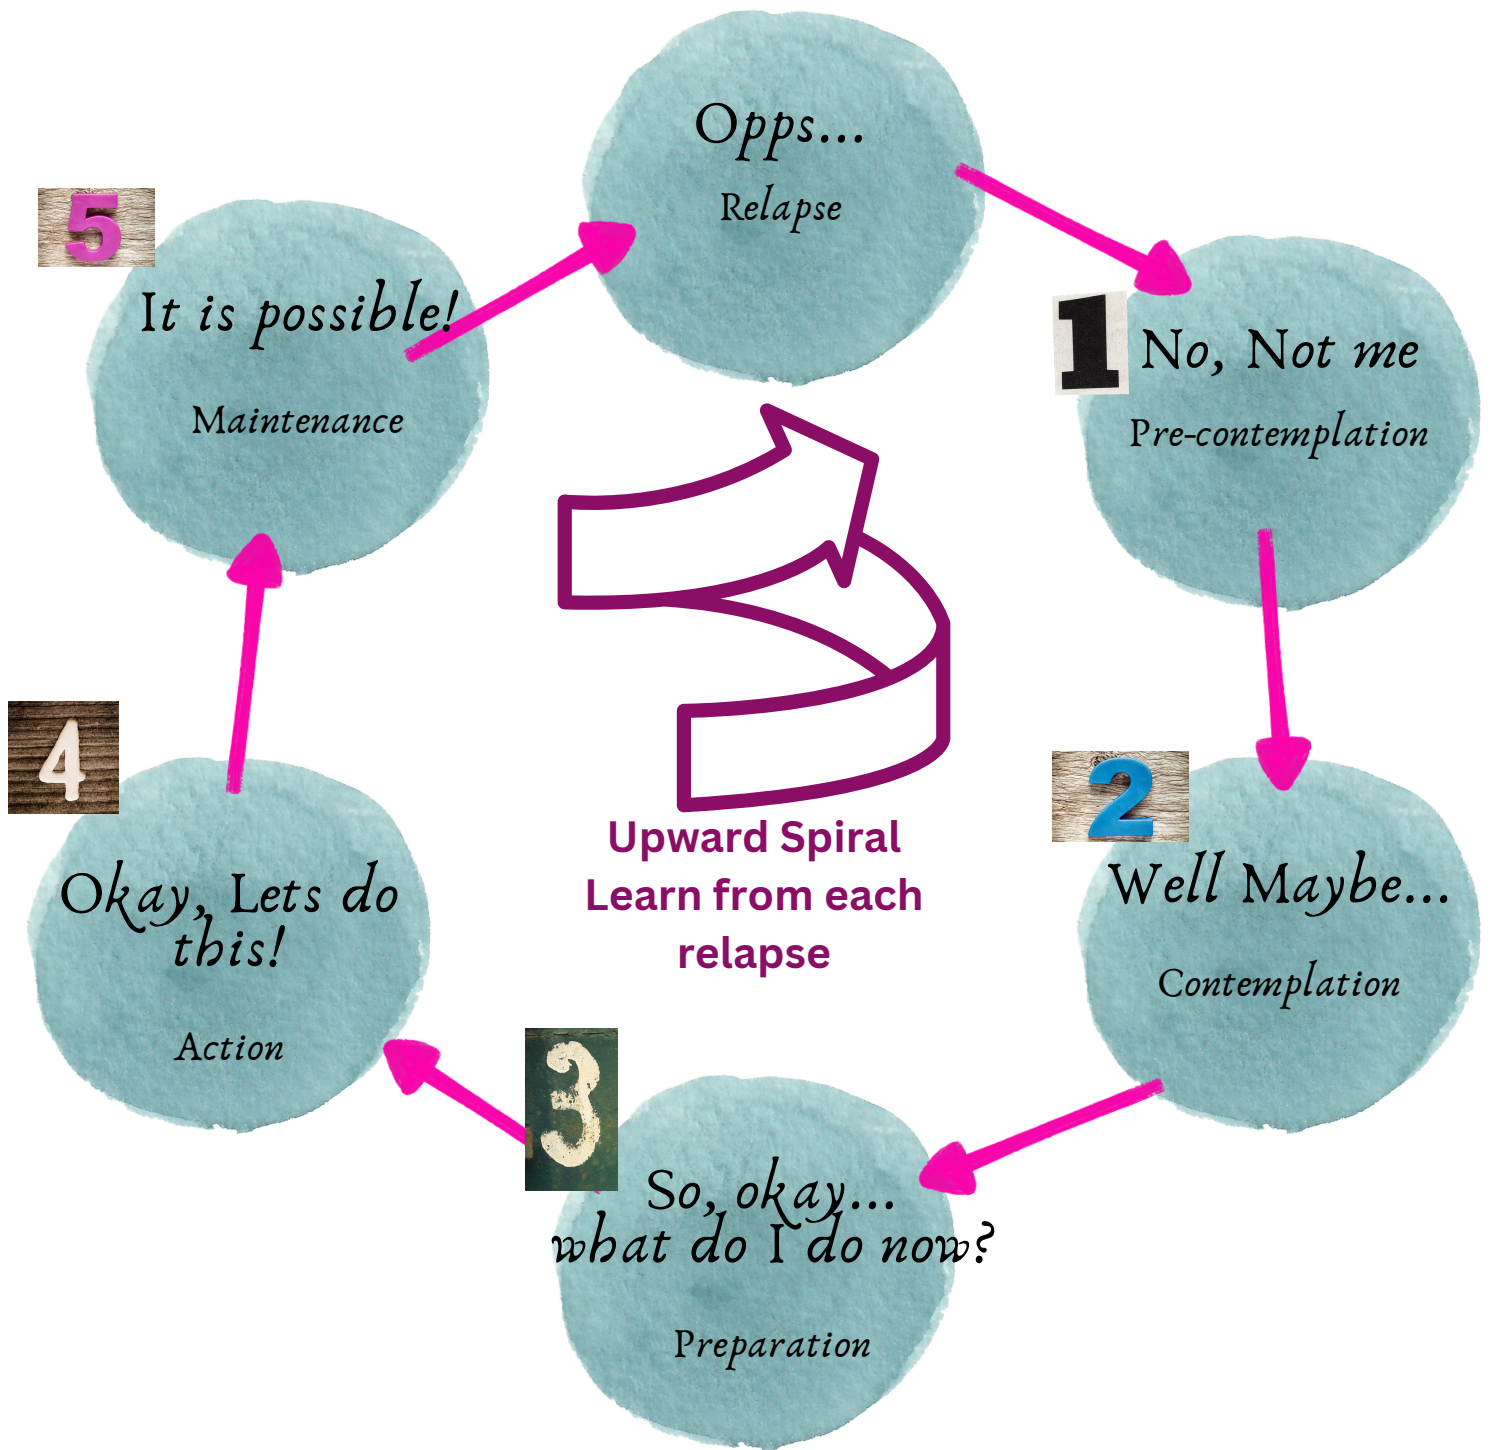 Opps...
Relapse
1
No, Not me
Pre-contemplation
2
Well Maybe...
Contemplation
3
So, okay...
what do I do now?
Preparation
4
Okay, Lets do
this!
Action
5
It is possible!
Maintenance
Upward Spiral
Learn from each
relapse